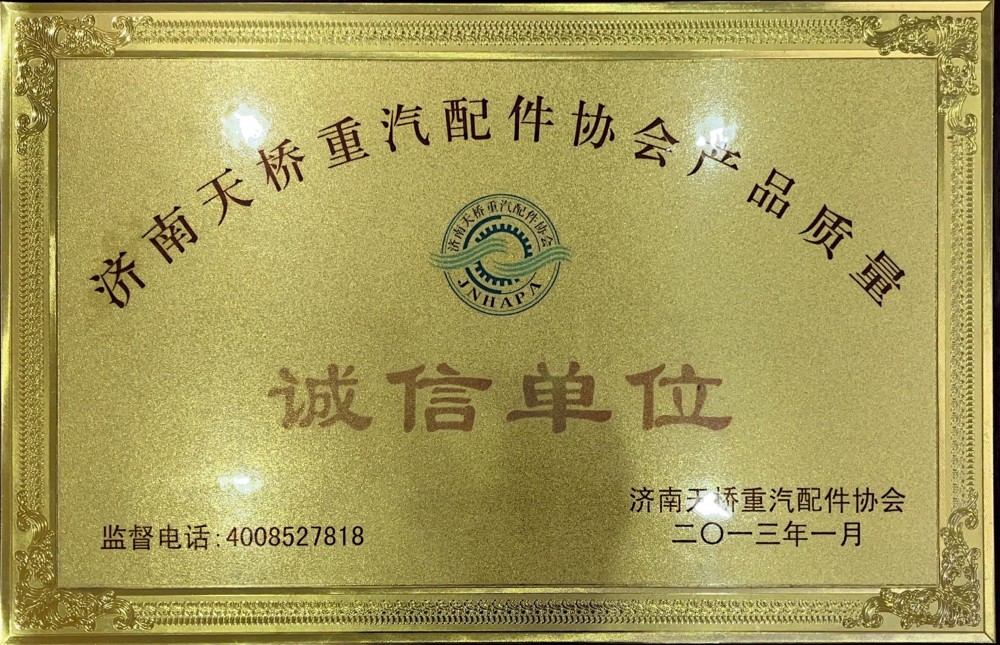 济南天桥重汽配件协会产品质量
济南天桥重汽配件协会
JNHAPA
诚信单位
监督电话:4008527818
济南天桥重汽配件协会
二〇一三年一月